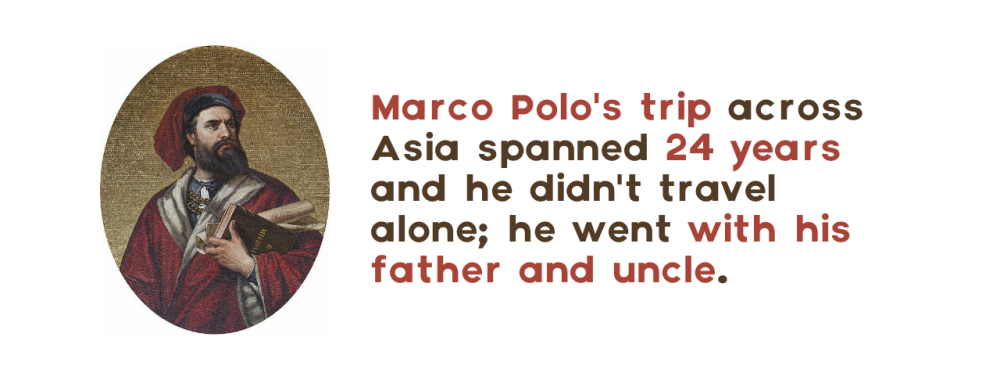 Marco Polo's trip across
Asia spanned 24 years
and he didn't travel
alone; he went with his
father and uncle.